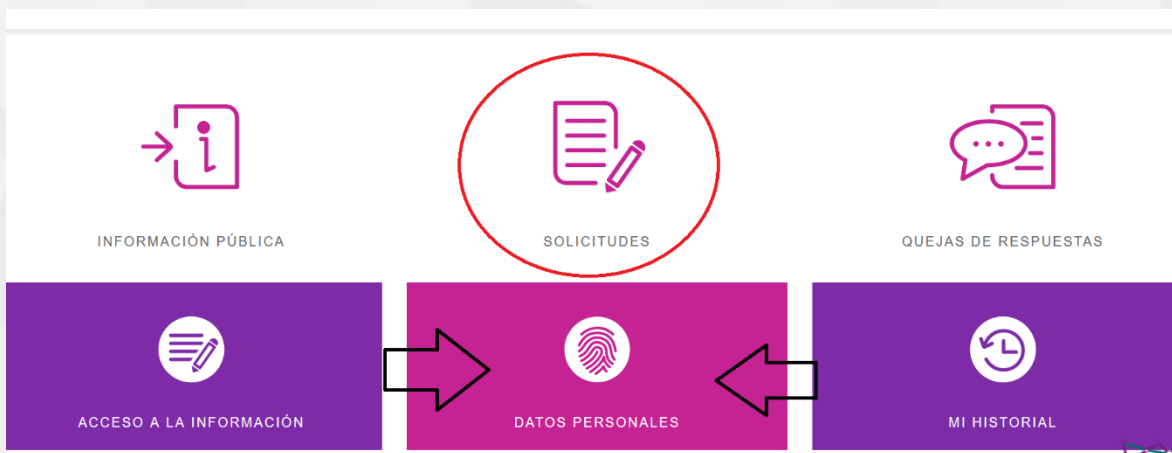 INFORMACIÓN PÚBLICA
SOLICITUDES
QUEJAS DE RESPUESTAS
ACCESO A LA INFORMACIÓN
DATOS PERSONALES
MI HISTORIAL